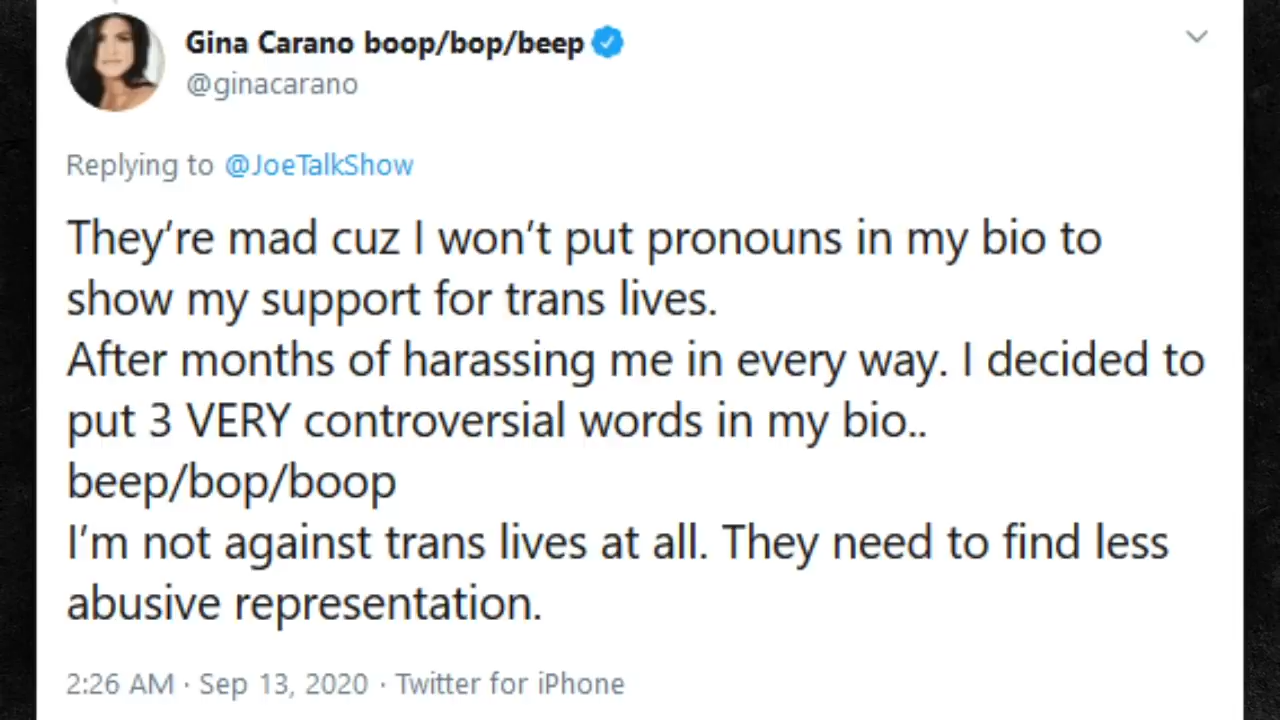 Gina Carano boop/bop/beep
@ginacarano
Replying to @JoeTalkShow
They’re mad cuz I won’t put pronouns in my bio to
show my support for trans lives.
After months of harassing me in every way. I decided to
put 3 VERY controversial words in my bio..
beep/bop/boop
I’m not against trans lives at all. They need to find less
abusive representation.
2:26 AM · Sep 13, 2020 · Twitter for iPhone